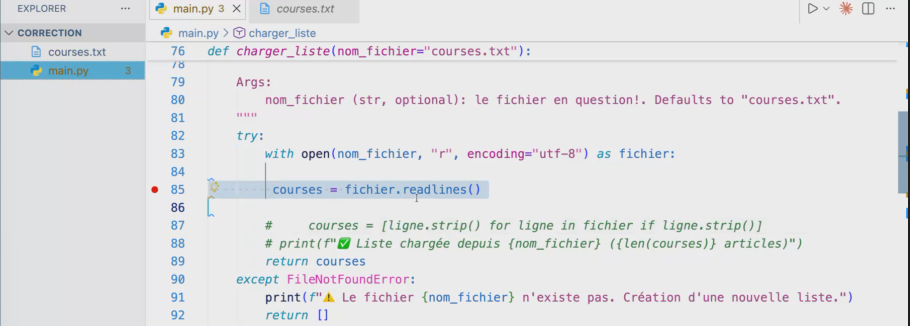 EXPLORER ...
main.py 3 ×
courses.txt
...
CORRECTION
courses.txt
main.py 3
main.py > charger_liste
76 def charger_liste(nom_fichier="courses.txt"):
78
79 Args:
80 nom_fichier (str, optional): le fichier en question!. Defaults to "courses.txt".
81 """
82 try:
83 with open(nom_fichier, "r", encoding="utf-8") as fichier:
84
85 courses = fichier.readlines()
86
87 # courses = [ligne.strip() for ligne in fichier if ligne.strip()]
88 # print(f"✅ Liste chargée depuis {nom_fichier} ({len(courses)} articles)")
89 return courses
90 except FileNotFoundError:
91 print(f"⚠️ Le fichier {nom_fichier} n'existe pas. Création d'une nouvelle liste.")
92 return []